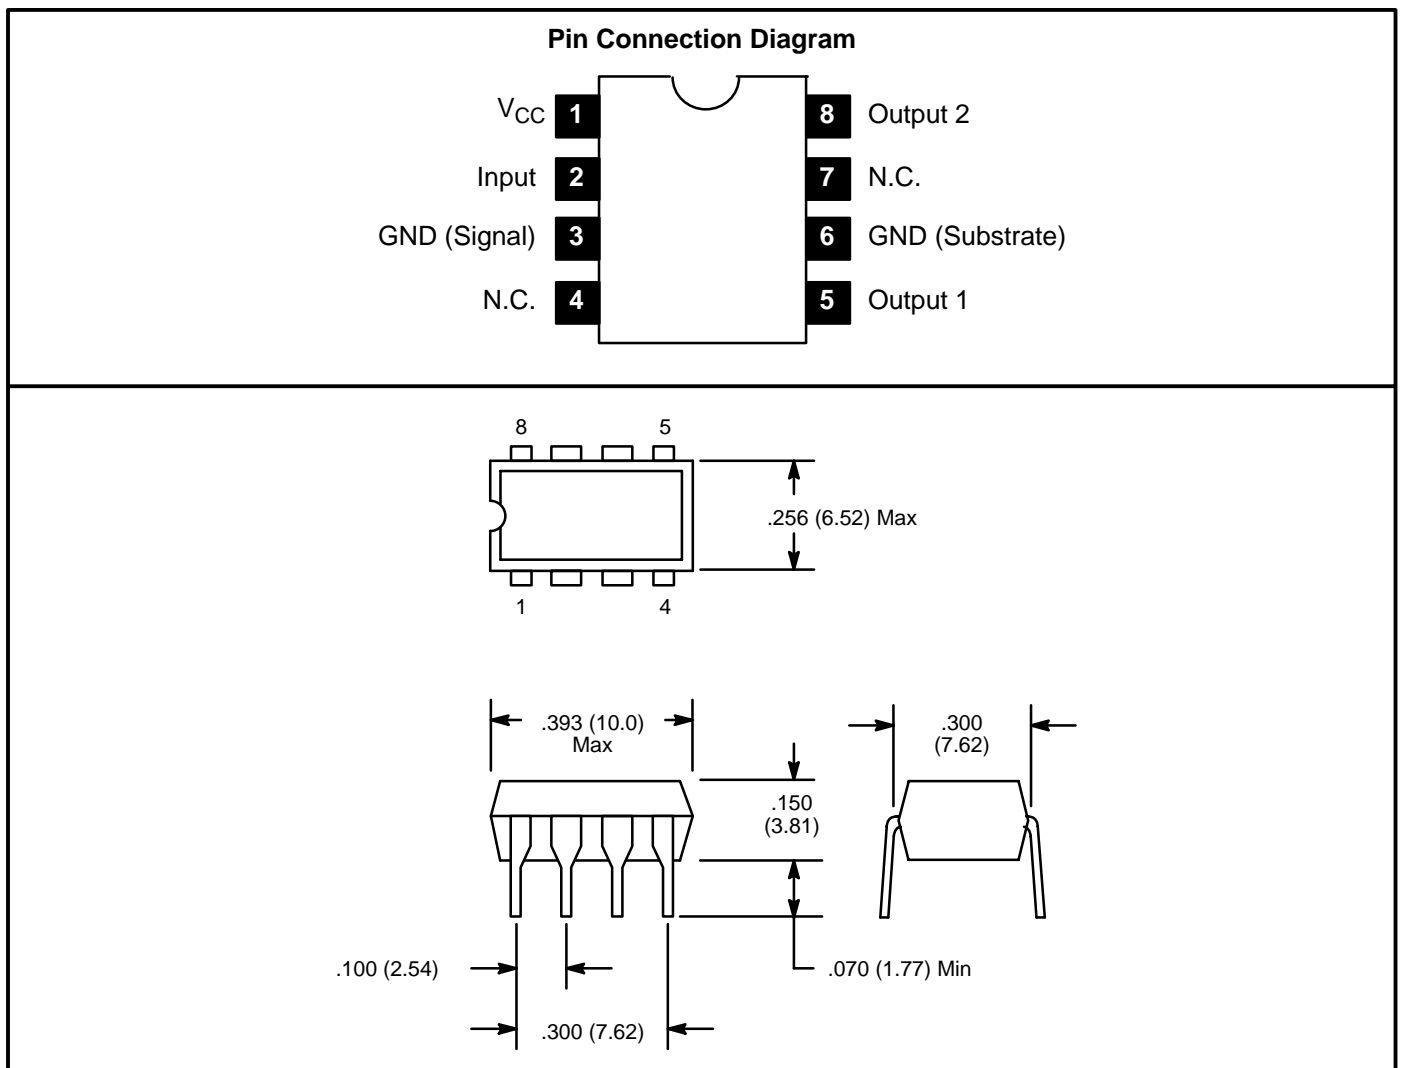 Pin Connection Diagram
VCC 1
Input 2
GND (Signal) 3
N.C. 4
8 Output 2
7 N.C.
6 GND (Substrate)
5 Output 1
8 5
.256 (6.52) Max
1 4
.393 (10.0)
Max
.300
(7.62)
.150
(3.81)
.100 (2.54)
.070 (1.77) Min
.300 (7.62)